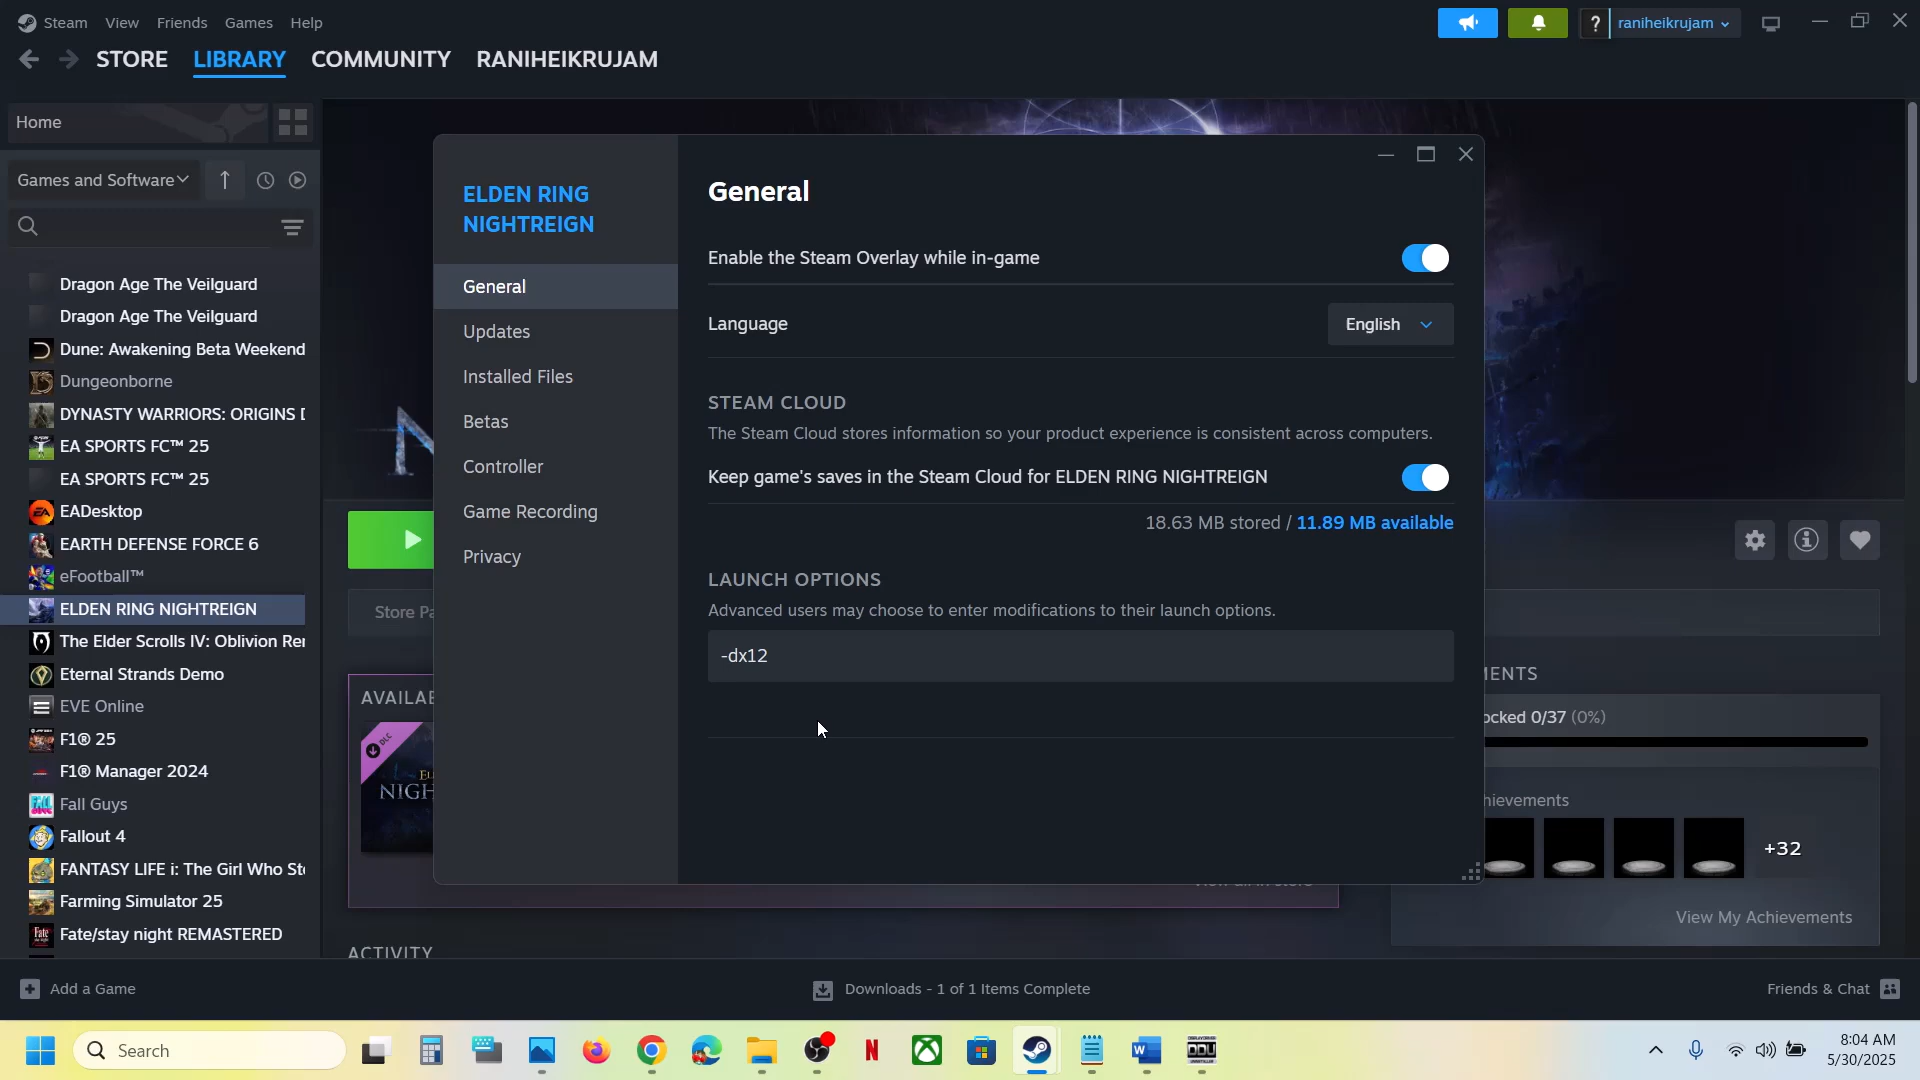 Steam View Friends Games Help
raniheikrujam
STORE LIBRARY COMMUNITY RANIHEIKRUJAM
Home
Games and Software
Dragon Age The Veilguard
Dragon Age The Veilguard
Dune: Awakening Beta Weekend
Dungeonborne
DYNASTY WARRIORS: ORIGINS
EA SPORTS FC™ 25
EA SPORTS FC™ 25
EADesktop
EARTH DEFENSE FORCE 6
eFootball™
ELDEN RING NIGHTREIGN
The Elder Scrolls IV: Oblivion Rer
Eternal Strands Demo
EVE Online
F1® 25
F1® Manager 2024
Fall Guys
Fallout 4
FANTASY LIFE i: The Girl Who Ste
Farming Simulator 25
Fate/stay night REMASTERED
ELDEN RING
NIGHTREIGN
General
Updates
Installed Files
Betas
Controller
Game Recording
Privacy
General
Enable the Steam Overlay while in-game
Language
English
STEAM CLOUD
The Steam Cloud stores information so your product experience is consistent across computers.
Keep game's saves in the Steam Cloud for ELDEN RING NIGHTREIGN
18.63 MB stored / 11.89 MB available
LAUNCH OPTIONS
Advanced users may choose to enter modifications to their launch options.
-dx12
Store Pa
AVAILAB
DLC
NIGH
ACTIVITY
MENTS
ocked 0/37 (0%)
hievements
+32
View My Achievements
Add a Game
Downloads - 1 of 1 Items Complete
Friends & Chat
Search
DDU
8:04 AM
5/30/2025